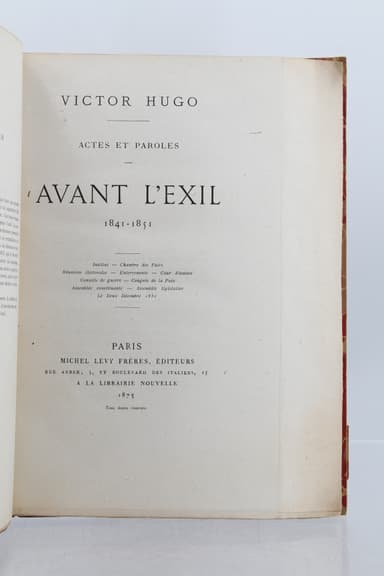 VICTOR HUGO
ACTES ET PAROLES
AVANT L'EXIL
1841-1851
Institut — Chambre des Pairs
Réunions électorales — Enterrements — Cour d'assises
Conseils de guerre — Congrès de la Paix
Assemblée constituante — Assemblée législative
Le Deux Décembre 1851
PARIS
MICHEL LÉVY FRÈRES, ÉDITEURS
RUE AUBER, 3, ET BOULEVARD DES ITALIENS, 15
A LA LIBRAIRIE NOUVELLE
1875
Tous droits réservés